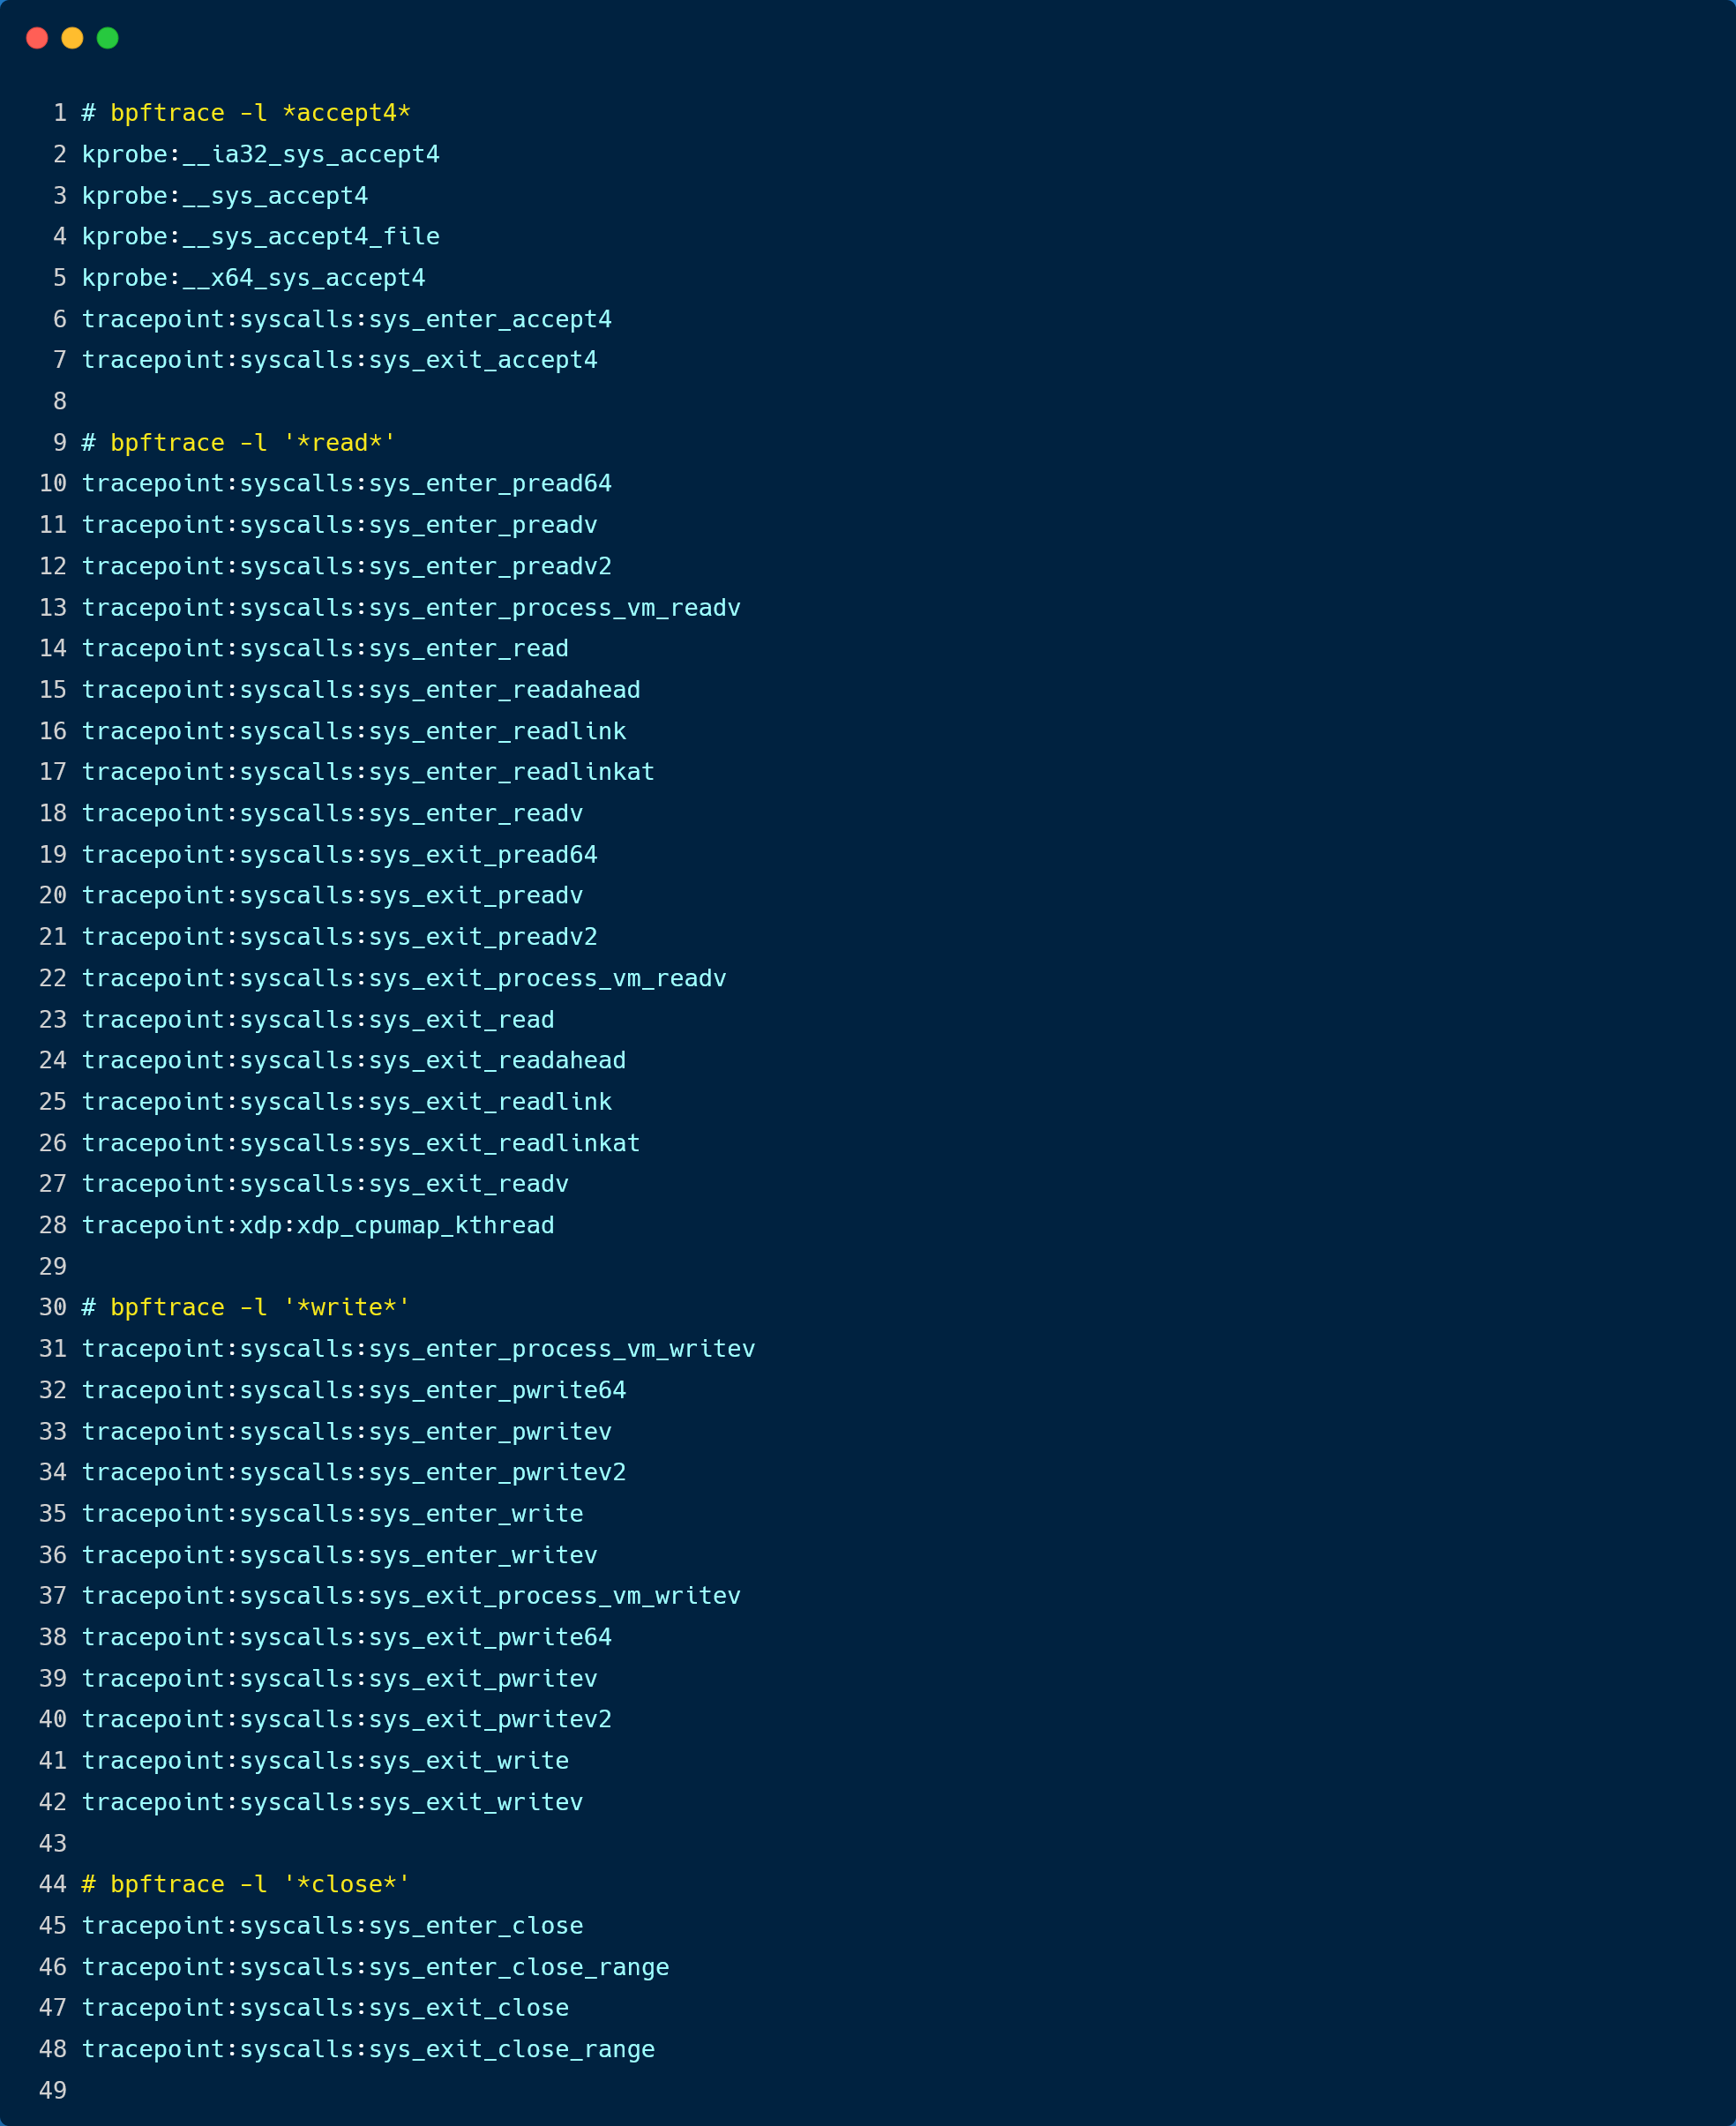 1 # bpftrace -l *accept4*
2 kprobe:__ia32_sys_accept4
3 kprobe:__sys_accept4
4 kprobe:__sys_accept4_file
5 kprobe:__x64_sys_accept4
6 tracepoint:syscalls:sys_enter_accept4
7 tracepoint:syscalls:sys_exit_accept4
8
9 # bpftrace -l '*read*'
10 tracepoint:syscalls:sys_enter_pread64
11 tracepoint:syscalls:sys_enter_preadv
12 tracepoint:syscalls:sys_enter_preadv2
13 tracepoint:syscalls:sys_enter_process_vm_readv
14 tracepoint:syscalls:sys_enter_read
15 tracepoint:syscalls:sys_enter_readahead
16 tracepoint:syscalls:sys_enter_readlink
17 tracepoint:syscalls:sys_enter_readlinkat
18 tracepoint:syscalls:sys_enter_readv
19 tracepoint:syscalls:sys_exit_pread64
20 tracepoint:syscalls:sys_exit_preadv
21 tracepoint:syscalls:sys_exit_preadv2
22 tracepoint:syscalls:sys_exit_process_vm_readv
23 tracepoint:syscalls:sys_exit_read
24 tracepoint:syscalls:sys_exit_readahead
25 tracepoint:syscalls:sys_exit_readlink
26 tracepoint:syscalls:sys_exit_readlinkat
27 tracepoint:syscalls:sys_exit_readv
28 tracepoint:xdp:xdp_cpumap_kthread
29
30 # bpftrace -l '*write*'
31 tracepoint:syscalls:sys_enter_process_vm_writev
32 tracepoint:syscalls:sys_enter_pwrite64
33 tracepoint:syscalls:sys_enter_pwritev
34 tracepoint:syscalls:sys_enter_pwritev2
35 tracepoint:syscalls:sys_enter_write
36 tracepoint:syscalls:sys_enter_writev
37 tracepoint:syscalls:sys_exit_process_vm_writev
38 tracepoint:syscalls:sys_exit_pwrite64
39 tracepoint:syscalls:sys_exit_pwritev
40 tracepoint:syscalls:sys_exit_pwritev2
41 tracepoint:syscalls:sys_exit_write
42 tracepoint:syscalls:sys_exit_writev
43
44 # bpftrace -l '*close*'
45 tracepoint:syscalls:sys_enter_close
46 tracepoint:syscalls:sys_enter_close_range
47 tracepoint:syscalls:sys_exit_close
48 tracepoint:syscalls:sys_exit_close_range
49